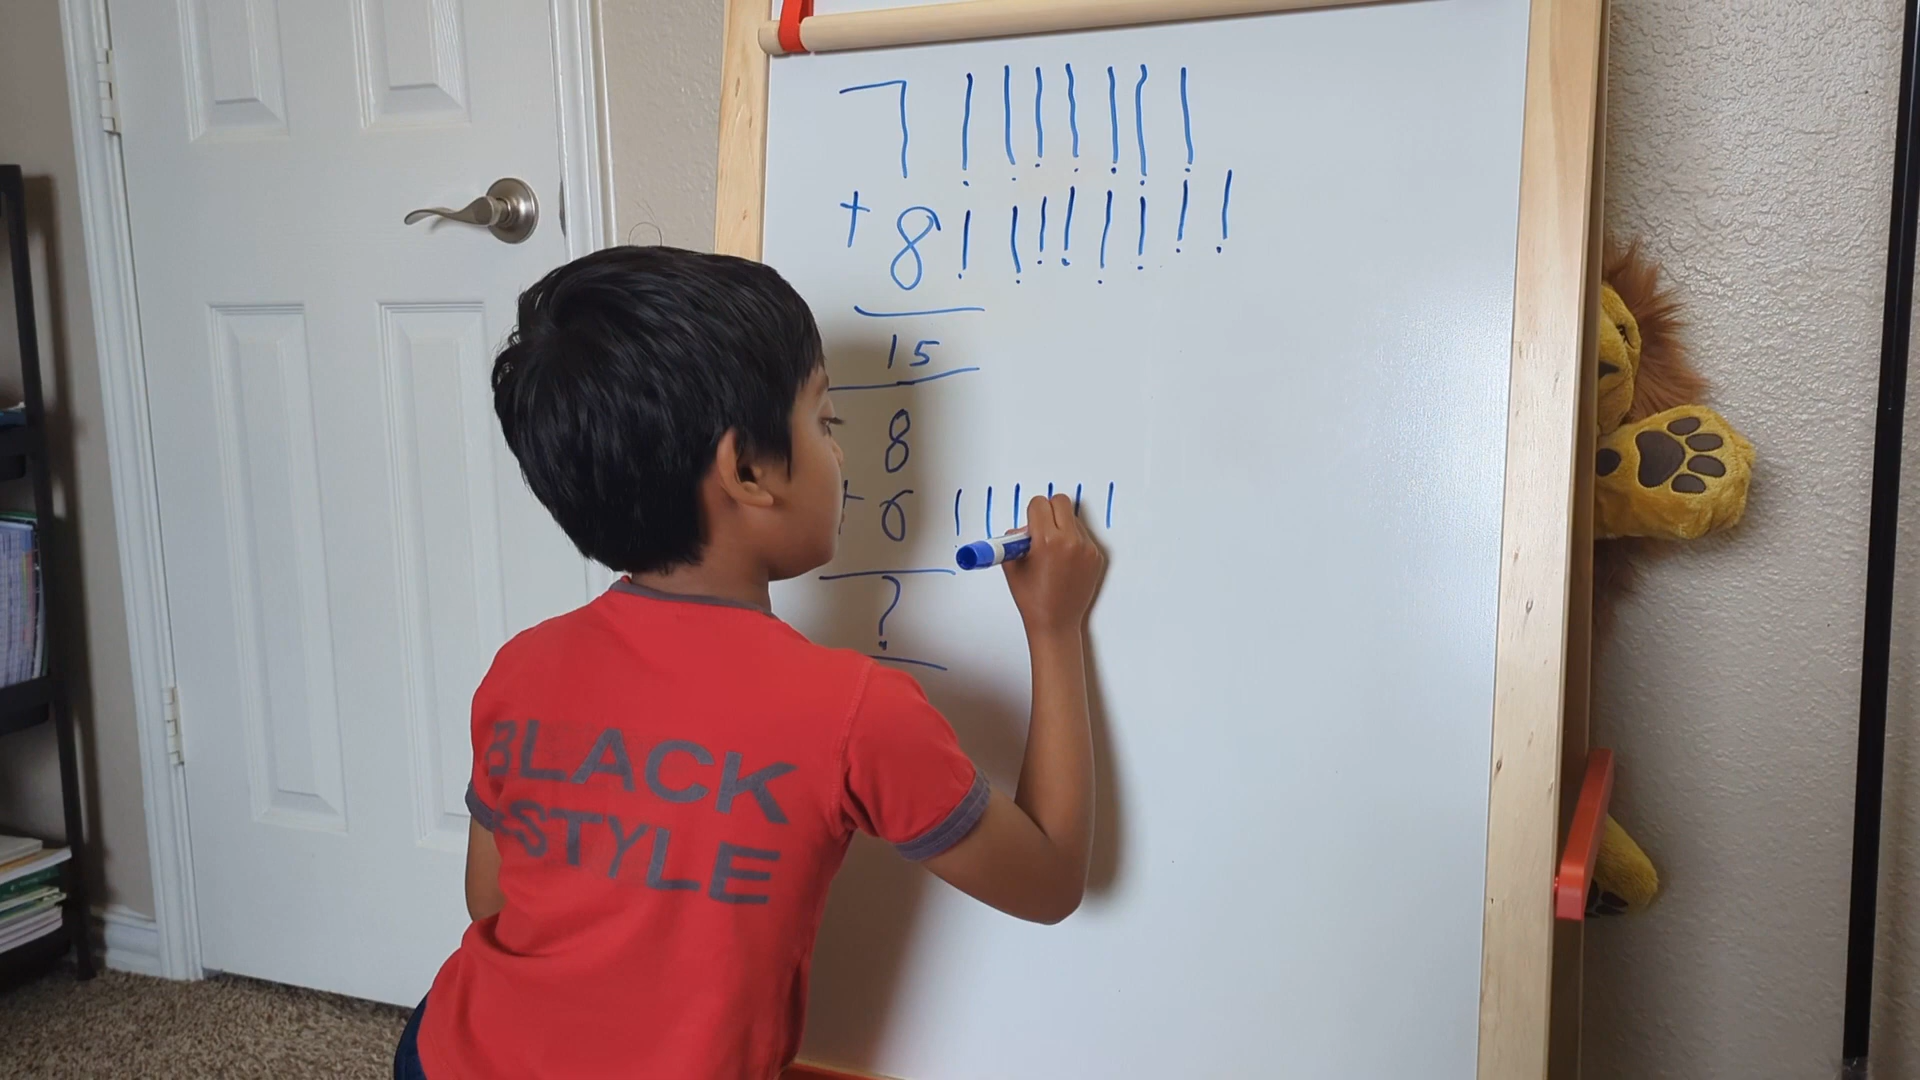 7 | | | | | | |
+ 8 | | | | | | | |
15
8
+ 6 | | | | | |
?
BLACK
-STYLE